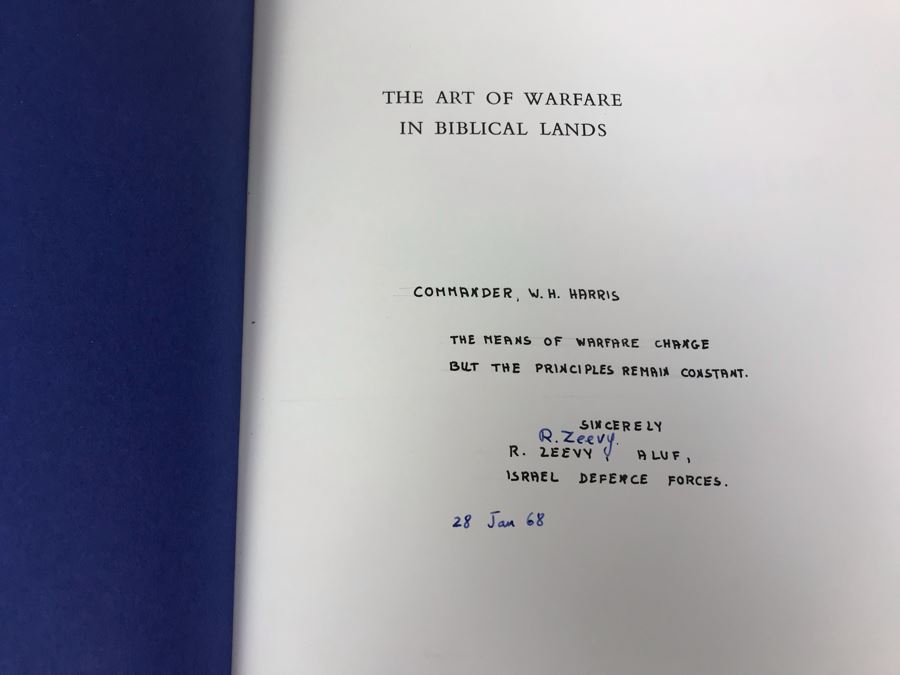 THE ART OF WARFARE
IN BIBLICAL LANDS
COMMANDER, W. H. HARRIS
THE MEANS OF WARFARE CHANGE
BUT THE PRINCIPLES REMAIN CONSTANT.
SINCERELY
R. Zeevy.
R. ZEEVY, ALUF,
ISRAEL DEFENCE FORCES.
28 Jan 68